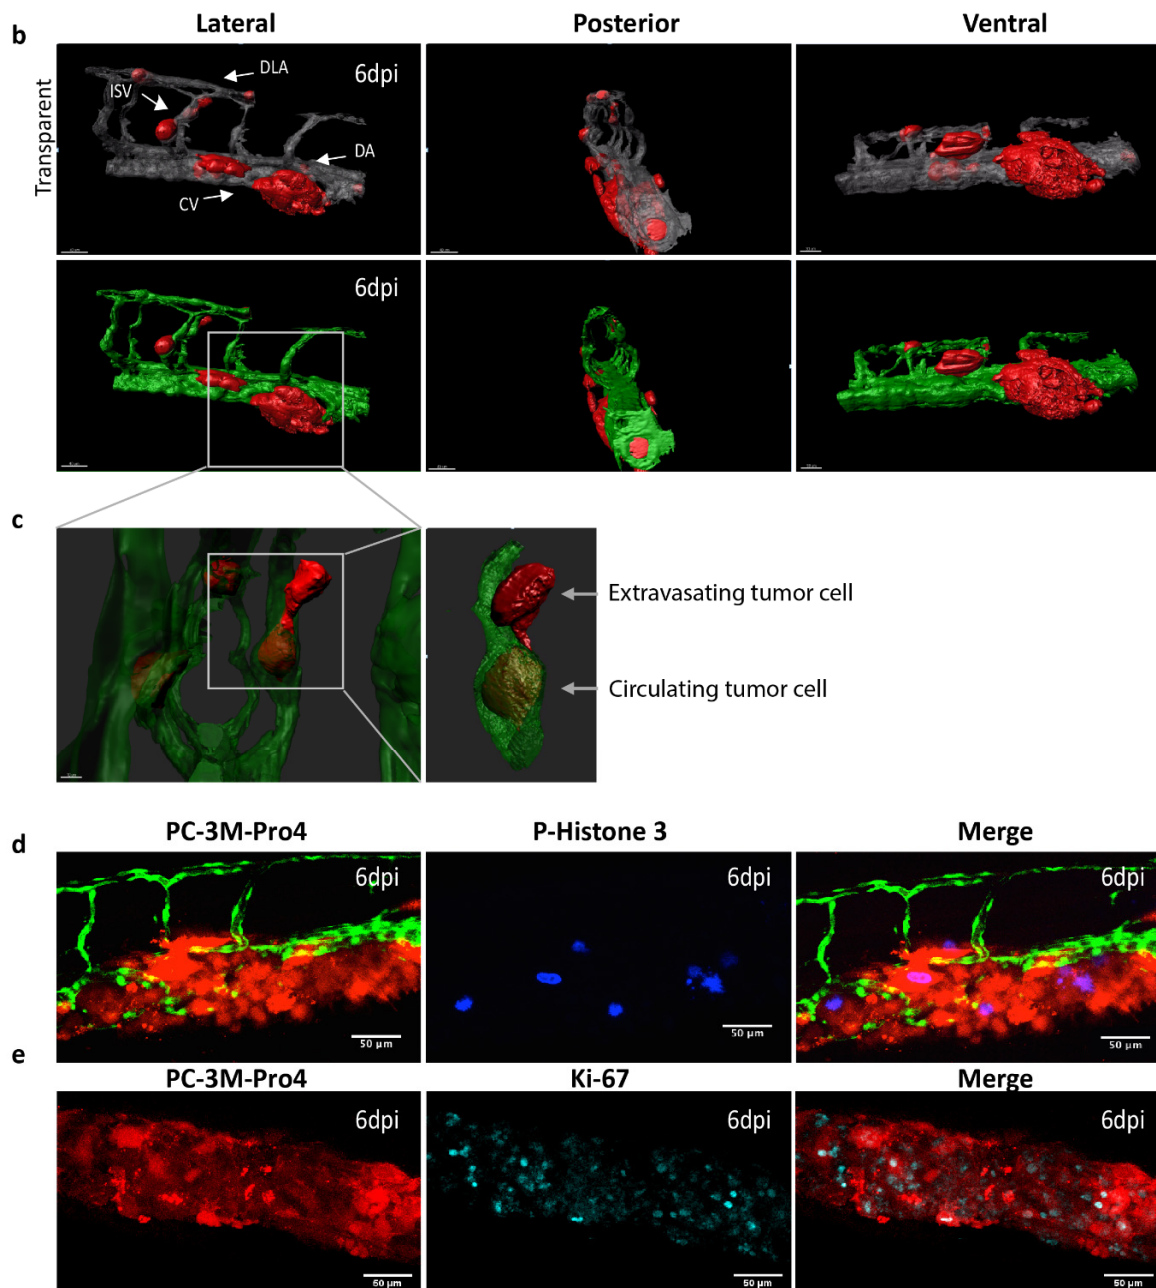 b
Lateral
Posterior
Ventral
Transparent
6dpi
DLA
ISV
DA
CV
6dpi
c
Extravasating tumor cell
Circulating tumor cell
d
PC-3M-Pro4
P-Histone 3
Merge
6dpi
6dpi
6dpi
50 µm
50 µm
50 µm
e
PC-3M-Pro4
Ki-67
Merge
6dpi
6dpi
6dpi
50 µm
50 µm
50 µm